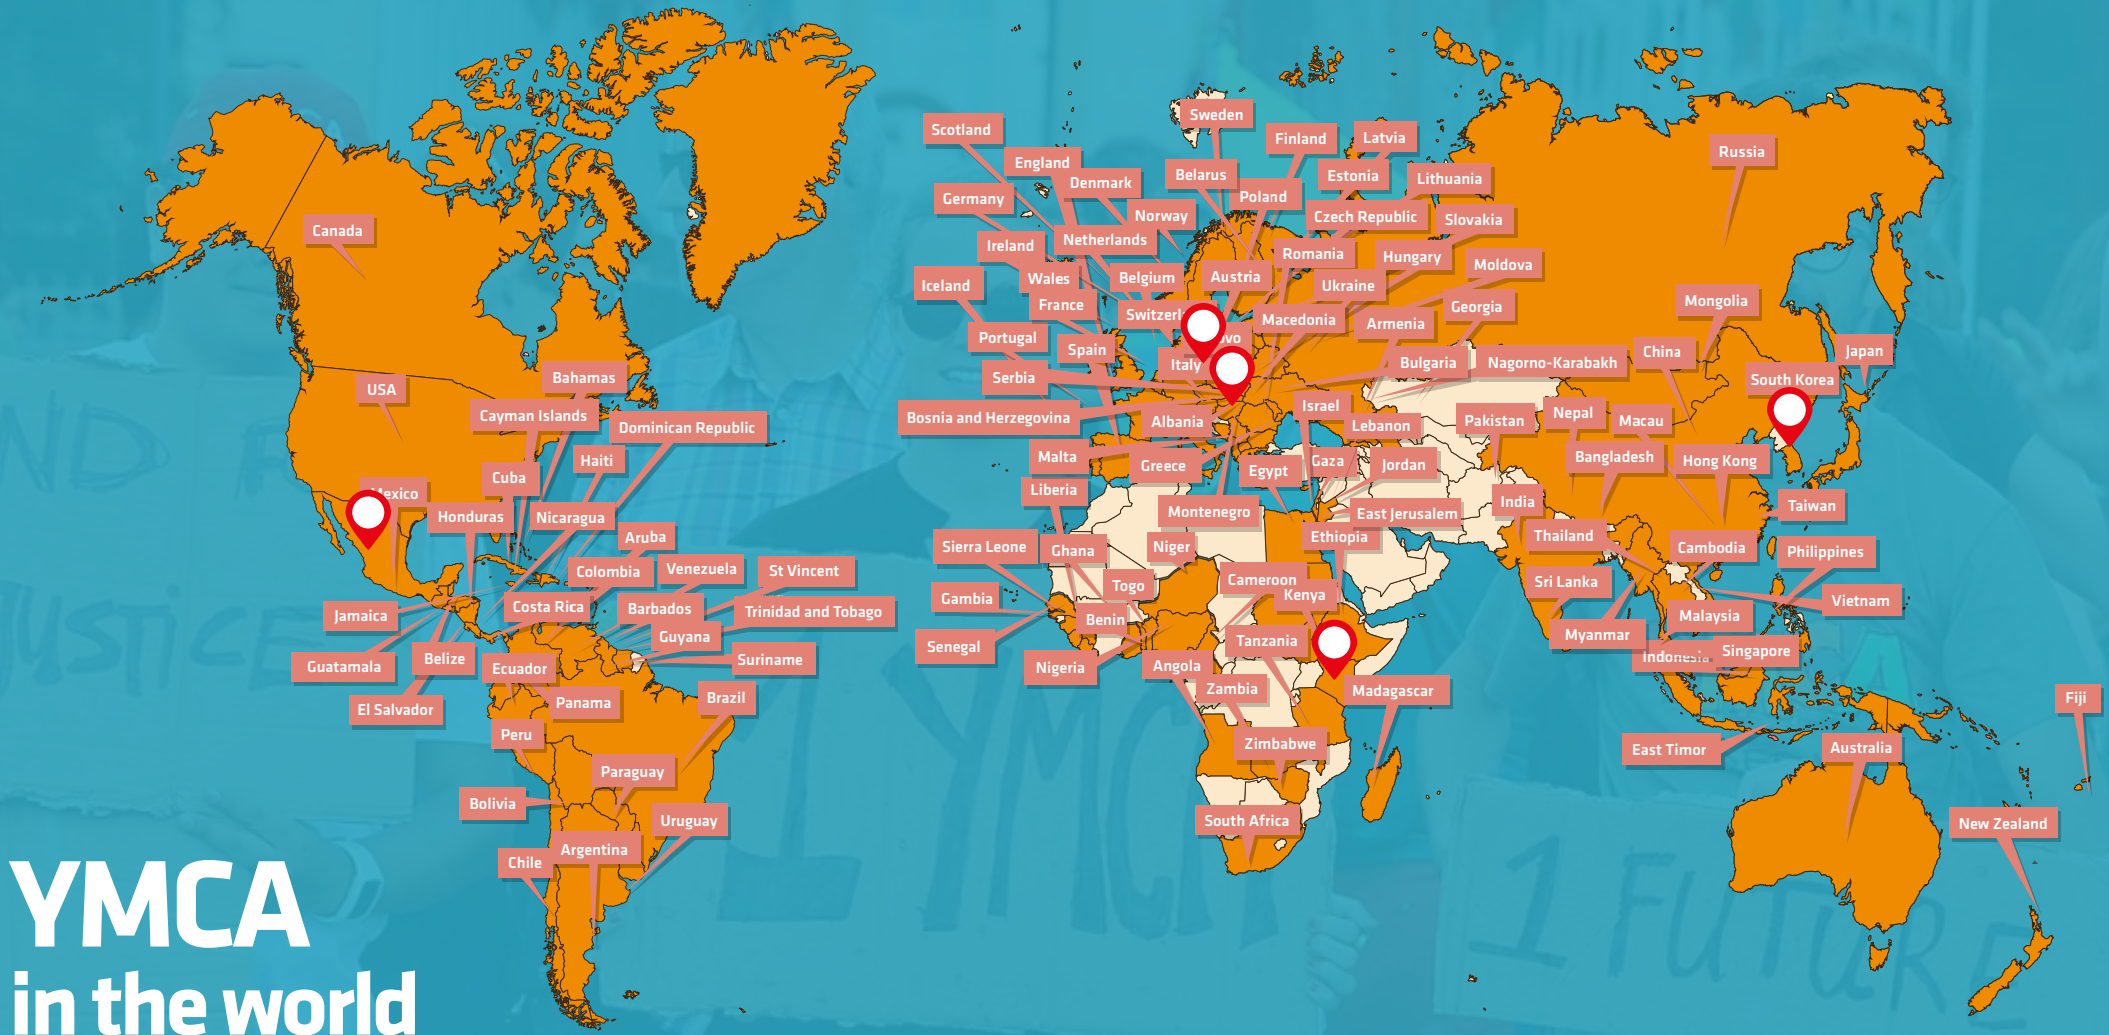 Scotland
Sweden
England
Finland
Latvia
Denmark
Belarus
Estonia
Lithuania
Russia
Germany
Norway
Poland
Czech Republic
Slovakia
Canada
Ireland
Netherlands
Romania
Hungary
Moldova
Iceland
Wales
Belgium
Austria
Ukraine
France
Georgia
Mongolia
Portugal
Macedonia
Armenia
Spain
Italy
Bulgaria
Nagorno-Karabakh
China
Japan
Serbia
South Korea
USA
Bahamas
Cayman Islands
Dominican Republic
Bosnia and Herzegovina
Albania
Israel
Lebanon
Pakistan
Nepal
Macau
Malta
Greece
Egypt
Gaza
Jordan
Bangladesh
Hong Kong
Haiti
Cuba
Mexico
Liberia
Honduras
Nicaragua
Montenegro
East Jerusalem
India
Taiwan
Aruba
Sierra Leone
Ghana
Niger
Ethiopia
Thailand
Cambodia
Philippines
Colombia
Venezuela
St Vincent
Togo
Cameroon
Kenya
Sri Lanka
Gambia
Vietnam
Jamaica
Costa Rica
Barbados
Trinidad and Tobago
Benin
Malaysia
Guyana
Senegal
Tanzania
Myanmar
Singapore
Indonesia
Guatamala
Belize
Ecuador
Suriname
Nigeria
Angola
Zambia
Madagascar
El Salvador
Panama
Brazil
Fiji
Peru
Zimbabwe
East Timor
Australia
Paraguay
Bolivia
Uruguay
South Africa
New Zealand
Chile
Argentina
1 YMCA
1 FUTURE
YMCA
in the world